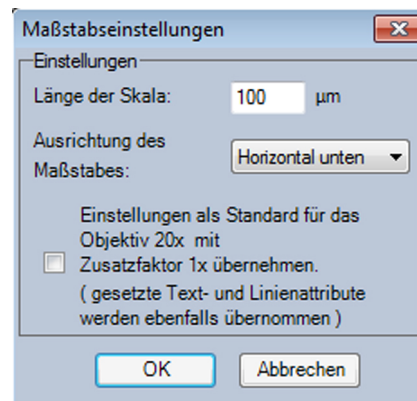 Maßstabseinstellungen
Einstellungen
Länge der Skala: 100 µm
Ausrichtung des
Maßstabes: Horizontal unten
Einstellungen als Standard für das
Objektiv 20x mit
Zusatzfaktor 1x übernehmen.
( gesetzte Text- und Linienattribute
werden ebenfalls übernommen )
OK Abbrechen